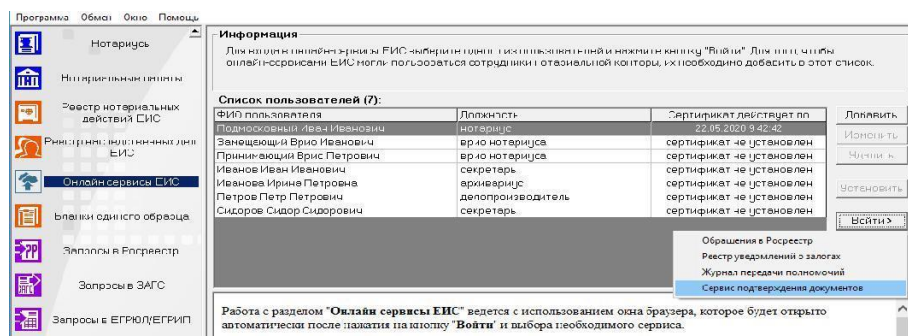 Программа Обмен Окно Помощь
Нотариусы
Нотариальные палаты
Реестр нотариальных
действий ЕИС
Реестр наследственных дел
ЕИС
Онлайн сервисы ЕИС
Бланки единого образца
Запросы в Росреестр
Запросы в ЗАГС
Запросы в ЕГРЮЛ/ЕГРИП
Информация
Для входа в онлайн-сервисы ЕИС выберите одного из пользователей и нажмите кнопку "Войти". Для того, чтобы
онлайн-сервисами ЕИС могли пользоваться сотрудники нотариальной конторы, их необходимо добавить в этот список.
Список пользователей (7):
ФИО пользователя Должность Сертификат действует по
Подмосковный Иван Иванович нотариус 22.05.2020 9:42:42
Замещающий Врио Иванович врио нотариуса сертификат не установлен
Принимающий Врио Петрович врио нотариуса сертификат не установлен
Иванов Иван Иванович секретарь сертификат не установлен
Иванова Ирина Петровна архивариус сертификат не установлен
Петров Петр Петрович делопроизводитель сертификат не установлен
Сидоров Сидор Сидорович секретарь сертификат не установлен
Добавить
Изменить
Удалить
Установить
Войти >
Обращения в Росреестр
Реестр уведомлений о залогах
Журнал передачи полномочий
Сервис подтверждения документов
Работа с разделом "Онлайн сервисы ЕИС" ведется с использованием окна браузера, которое будет открыто
автоматически после нажатия на кнопку "Войти" и выбора необходимого сервиса.